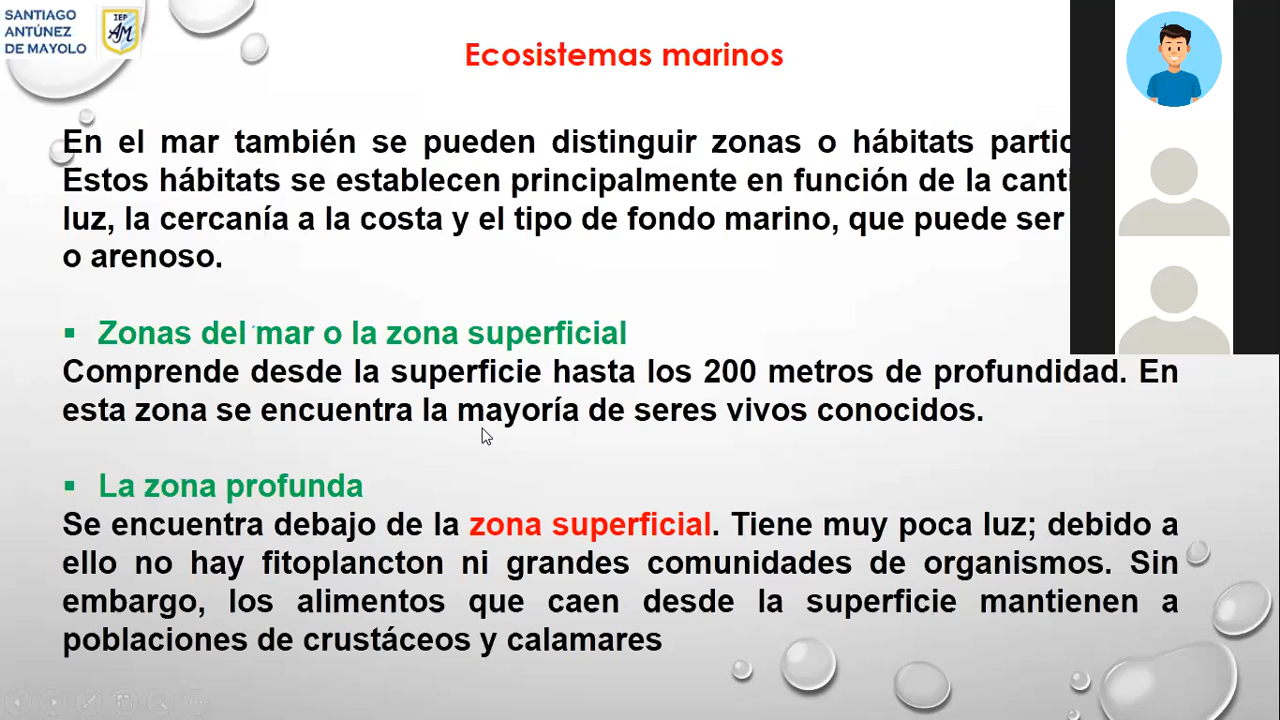 SANTIAGO
ANTÚNEZ
DE MAYOLO
IEP
AM
Ecosistemas marinos
En el mar también se pueden distinguir zonas o hábitats
Estos hábitats se establecen principalmente en función de la
luz, la cercanía a la costa y el tipo de fondo marino, que puede ser
o arenoso.
▪ Zonas del mar o la zona superficial
Comprende desde la superficie hasta los 200 metros de profundidad. En
esta zona se encuentra la mayoría de seres vivos conocidos.
▪ La zona profunda
Se encuentra debajo de la zona superficial. Tiene muy poca luz; debido a
ello no hay fitoplancton ni grandes comunidades de organismos. Sin
embargo, los alimentos que caen desde la superficie mantienen a
poblaciones de crustáceos y calamares